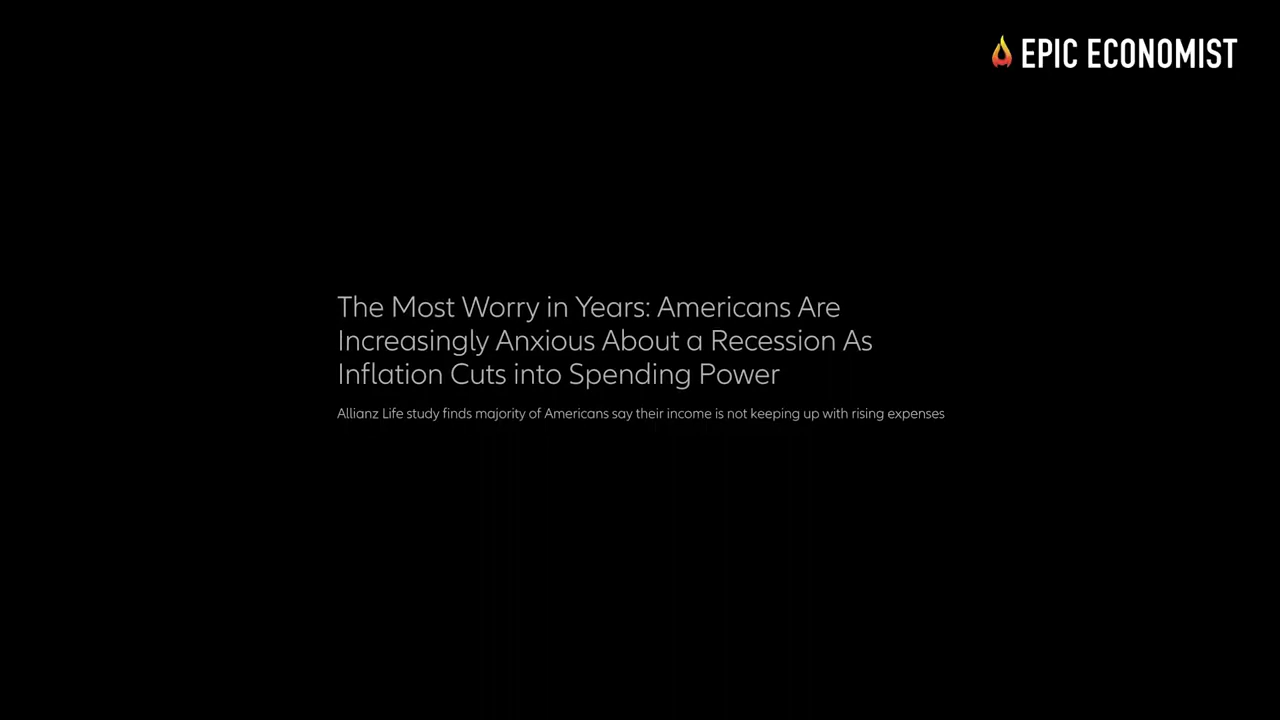 EPIC ECONOMIST
The Most Worry in Years: Americans Are
Increasingly Anxious About a Recession As
Inflation Cuts into Spending Power
Allianz Life study finds majority of Americans say their income is not keeping up with rising expenses